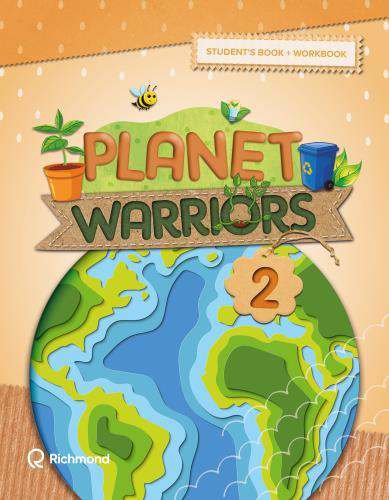 STUDENT'S BOOK + WORKBOOK
PLANET
WARRIORS
2
Richmond